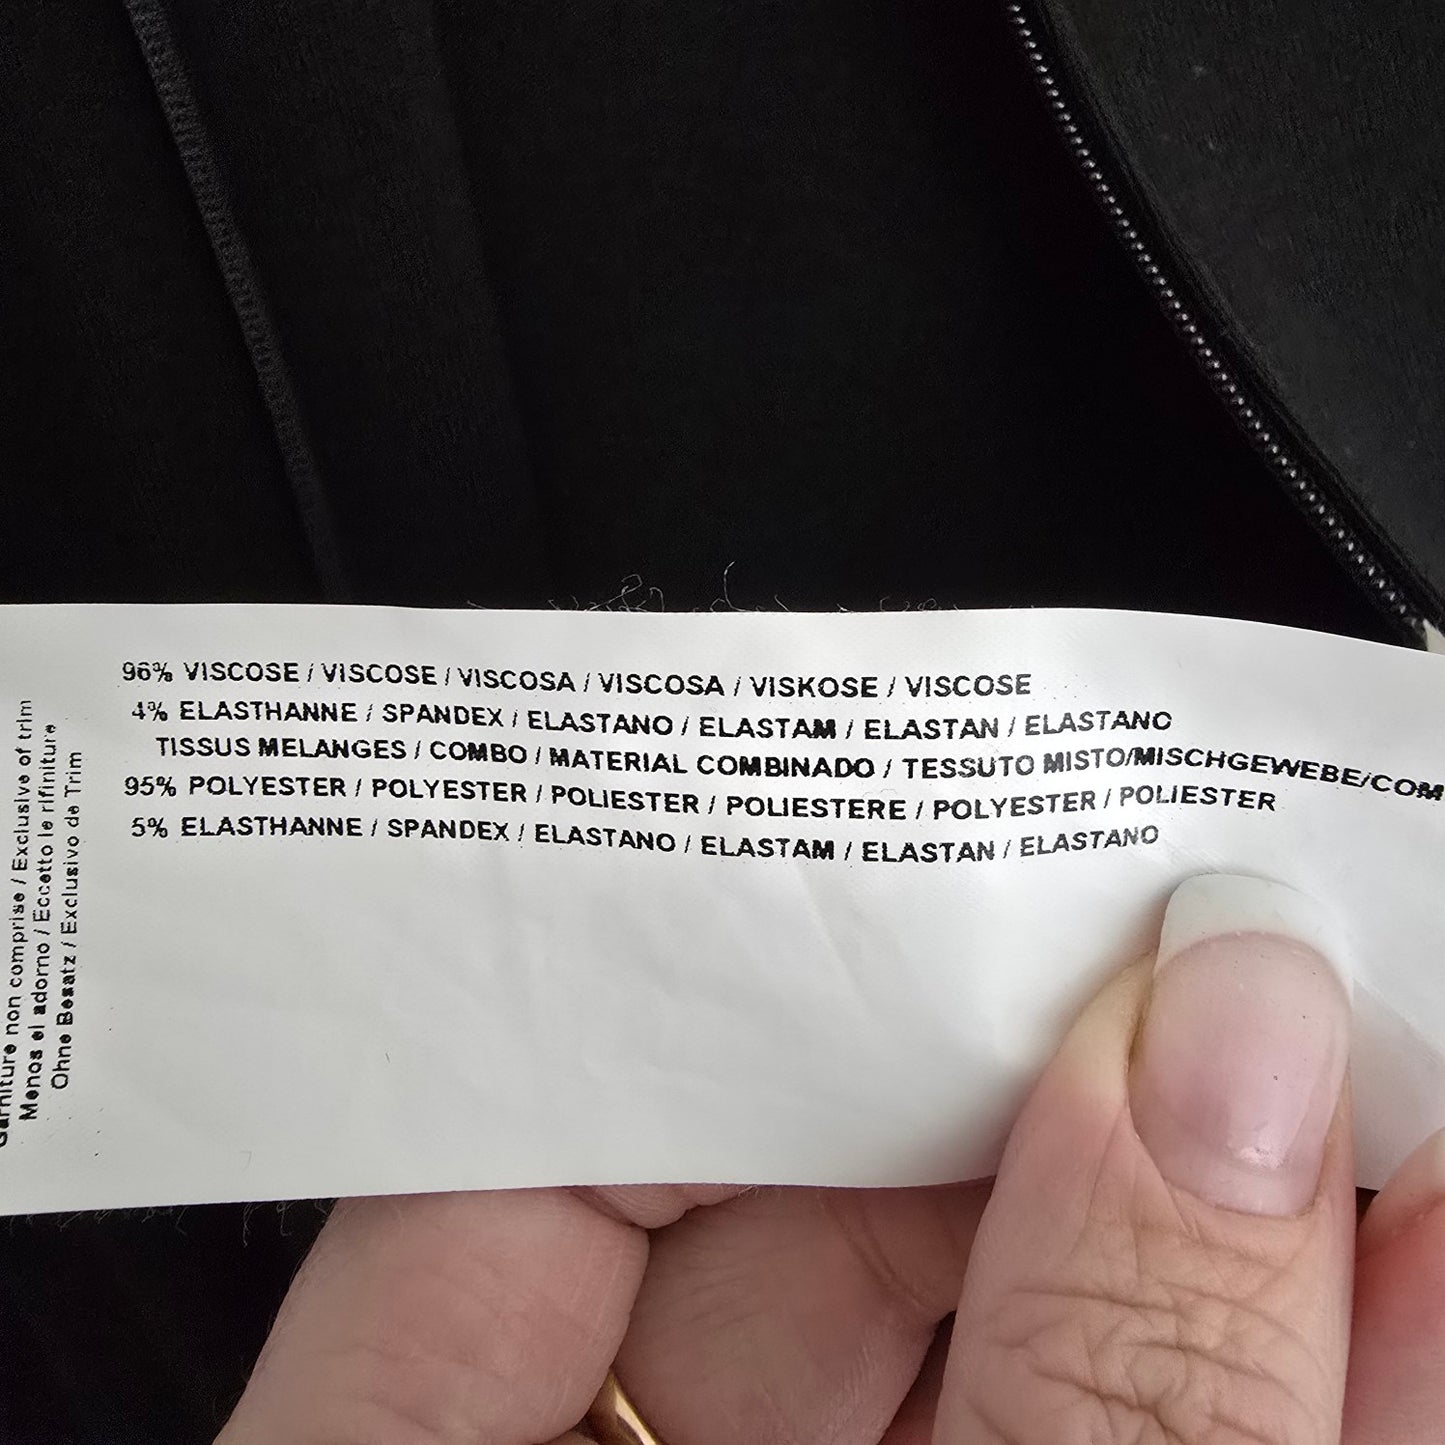 96% VISCOSE / VISCOSE / VISCOSA / VISCOSA / VISKOSE / VISCOSE
4% ELASTHANNE / SPANDEX / ELASTANO / ELASTAM / ELASTAN / ELASTANO
TISSUS MELANGES / COMBO / MATERIAL COMBINADO / TESSUTO MISTO/MISCHGEWEBE/COM
95% POLYESTER / POLYESTER / POLIESTER / POLIESTERE / POLYESTER / POLIESTER
5% ELASTHANNE / SPANDEX / ELASTANO / ELASTAM / ELASTAN / ELASTANO
Garniture non comprise / Exclusive of trim
Menos el adorno / Eccetto le rifiniture
Ohne Besatz / Exclusivo de Trim